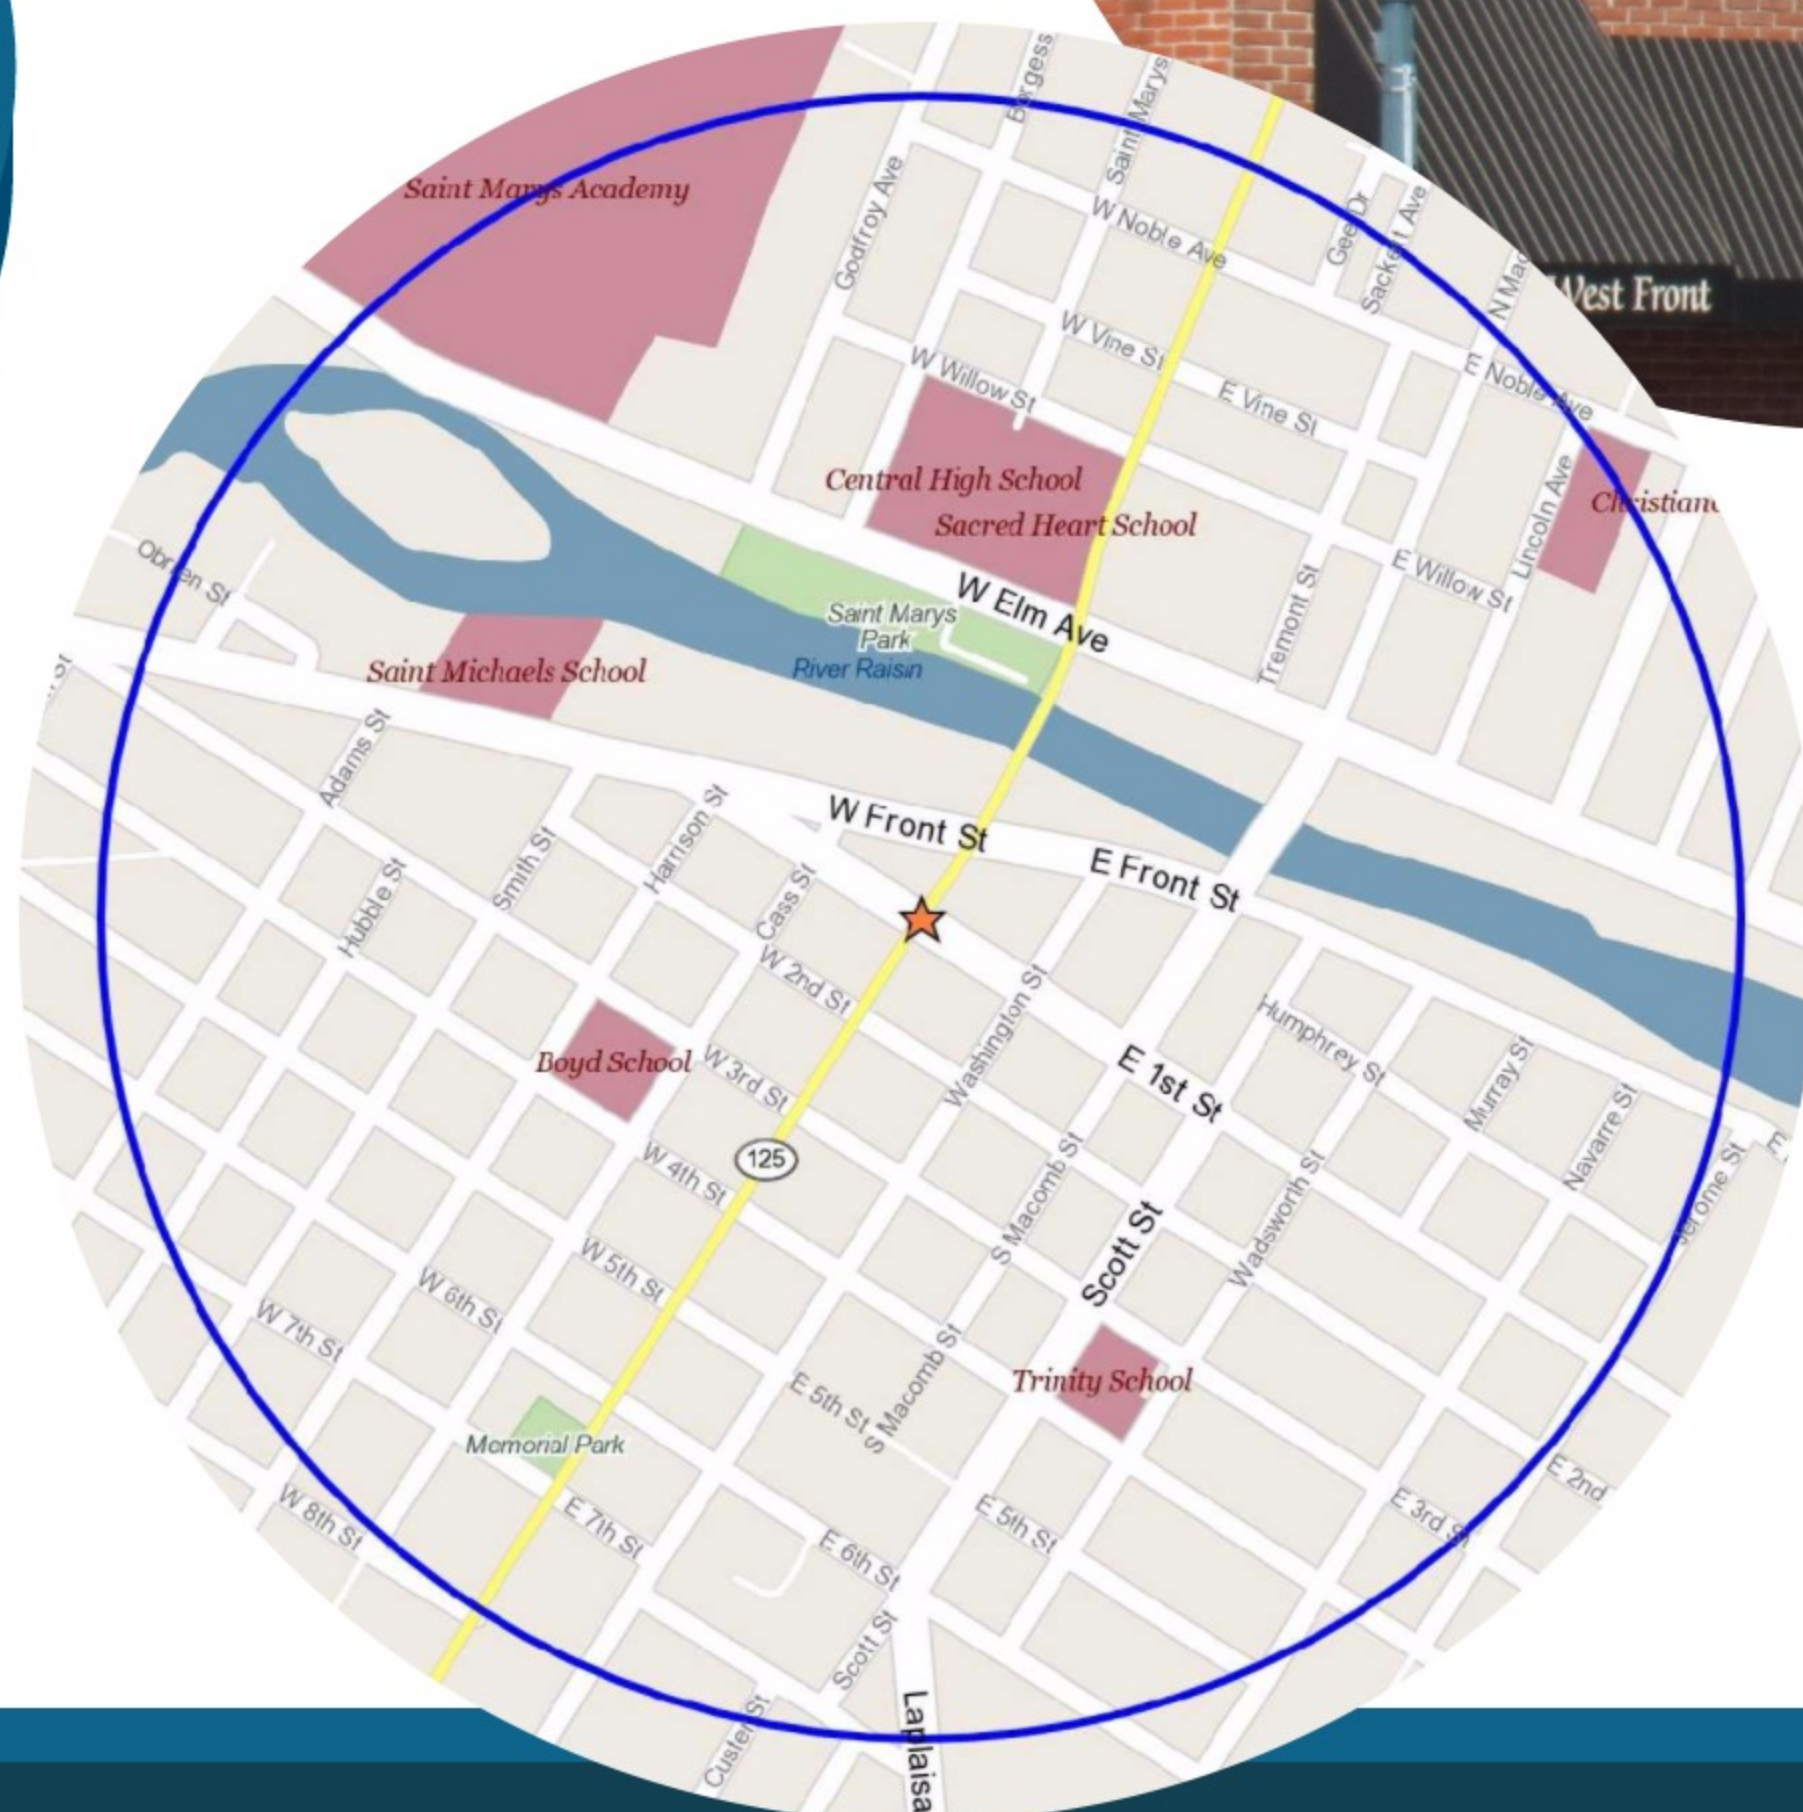 Borgess
Saint Marys
Saint Marys Academy
Godfroy Ave
W Noble Ave
Gee Dr
Sackett Ave
N Mac
West Front
W Vine St
W Willow St
E Vine St
E Noble Ave
Central High School
Sacred Heart School
Lincoln Ave
Christianc
Obrien St
W Elm Ave
E Willow St
Saint Marys
Park
River Raisin
Tremont St
Saint Michaels School
St
Adams St
Harrison St
W Front St
E Front St
Smith St
Hubble St
Cass St
W 2nd St
Washington St
Humphrey St
Boyd School
W 3rd St
E 1st St
Murray St
Navarre St
E
125
W 4th St
S Macomb St
Scott St
Wadsworth St
Jerome St
W 5th St
W 6th St
W 7th St
E 5th St
S Macomb St
Trinity School
Memorial Park
W 8th St
E 7th St
E 6th St
E 5th St
E 3rd St
E 2nd
Scott St
Custer St
Laplaisa